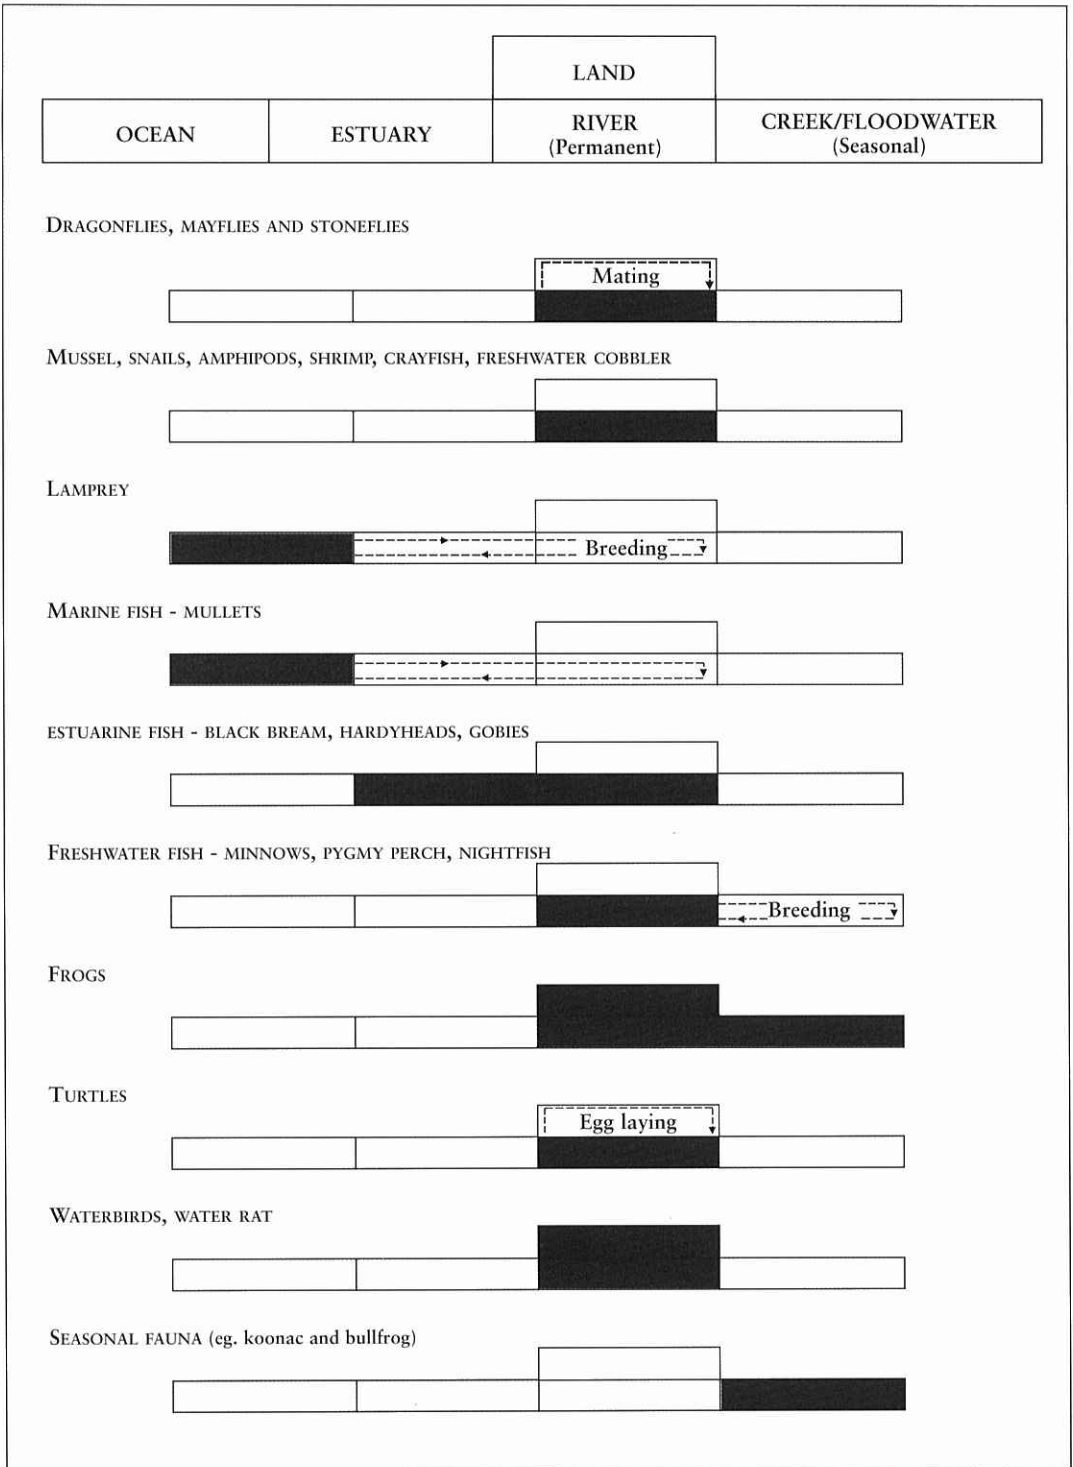 LAND
OCEAN
ESTUARY
RIVER
(Permanent)
CREEK/FLOODWATER
(Seasonal)
DRAGONFLIES, MAYFLIES AND STONEFLIES
Mating
MUSSEL, SNAILS, AMPHIPODS, SHRIMP, CRAYFISH, FRESHWATER COBBLER
LAMPREY
Breeding
MARINE FISH - MULLETS
ESTUARINE FISH - BLACK BREAM, HARDYHEADS, GOBIES
FRESHWATER FISH - MINNOWS, PYGMY PERCH, NIGHTFISH
Breeding
FROGS
TURTLES
Egg laying
WATERBIRDS, WATER RAT
SEASONAL FAUNA (eg. koonac and bullfrog)